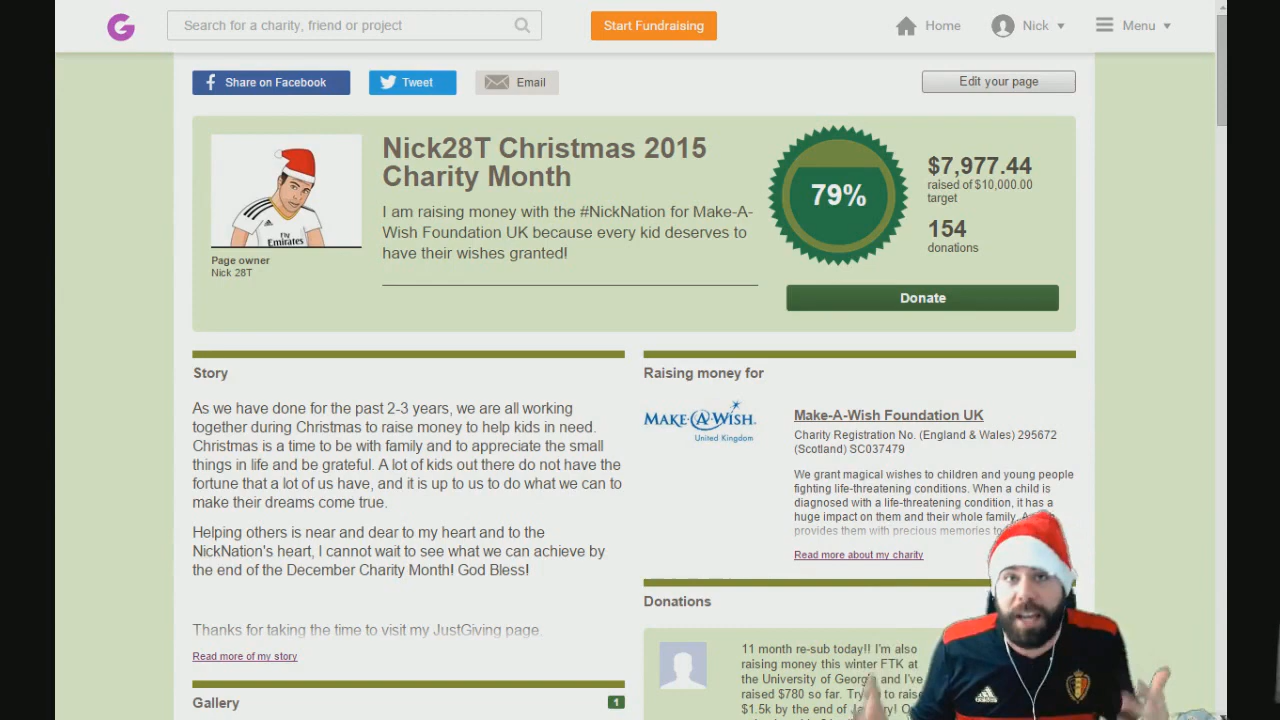 G
Search for a charity, friend or project
Start Fundraising
Home
Nick
Menu
Share on Facebook
Tweet
Email
Edit your page
Nick28T Christmas 2015
Charity Month
I am raising money with the #NickNation for Make-A-
Wish Foundation UK because every kid deserves to
have their wishes granted!
Fly
Emirates
Page owner
Nick 28T
79%
$7,977.44
raised of $10,000.00
target
154
donations
Donate
Story
As we have done for the past 2-3 years, we are all working
together during Christmas to raise money to help kids in need.
Christmas is a time to be with family and to appreciate the small
things in life and be grateful. A lot of kids out there do not have the
fortune that a lot of us have, and it is up to us to do what we can to
make their dreams come true.
Helping others is near and dear to my heart and to the
NickNation's heart, I cannot wait to see what we can achieve by
the end of the December Charity Month! God Bless!
Thanks for taking the time to visit my JustGiving page.
Read more of my story
Gallery
1
Raising money for
MAKE-A-WISH.
United Kingdom
Make-A-Wish Foundation UK
Charity Registration No. (England & Wales) 295672
(Scotland) SC037479
We grant magical wishes to children and young people
fighting life-threatening conditions. When a child is
diagnosed with a life-threatening condition, it has a
huge impact on them and their whole family.
provides them with precious memories
Read more about my charity
Donations
11 month re-sub today!! I'm also
raising money this winter FTK at
the University of Georgia and I've
raised $780 so far. to raise
$1.5k by the end of January!
adidas